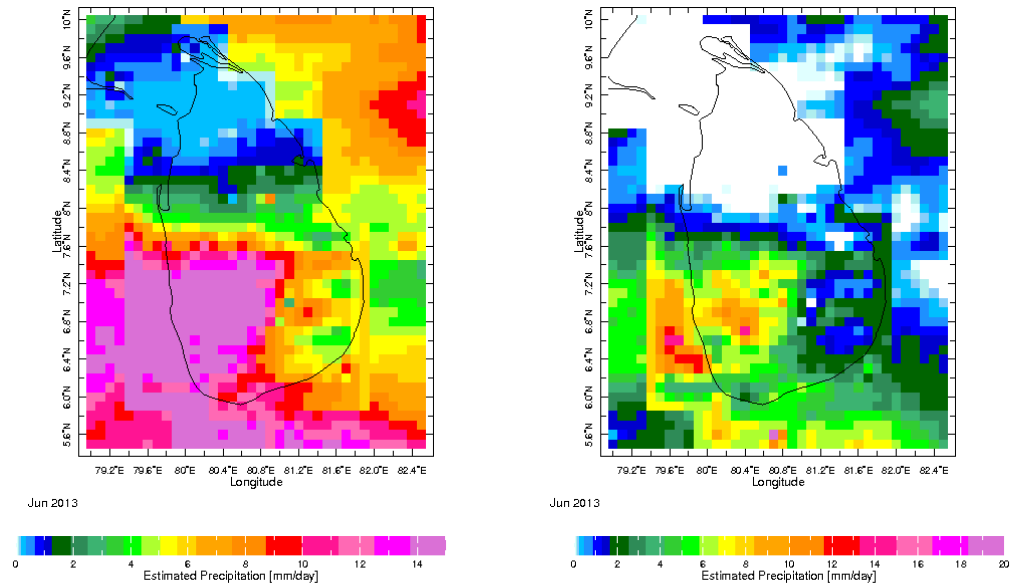 10°N
9.6°N
9.2°N
8.8°N
8.4°N
8°N
7.6°N
7.2°N
6.8°N
6.4°N
6.0°N
5.6°N
Latitude
79.2°E 79.6°E 80°E 80.4°E 80.8°E 81.2°E 81.6°E 82.0°E 82.4°E
Longitude
Jun 2013
0 2 4 6 8 10 12 14
Estimated Precipitation [mm/day]
10°N
9.6°N
9.2°N
8.8°N
8.4°N
8°N
7.6°N
7.2°N
6.8°N
6.4°N
6.0°N
5.6°N
Latitude
79.2°E 79.6°E 80°E 80.4°E 80.8°E 81.2°E 81.6°E 82.0°E 82.4°E
Longitude
Jun 2013
0 2 4 6 8 10 12 14 16 18 20
Estimated Precipitation [mm/day]